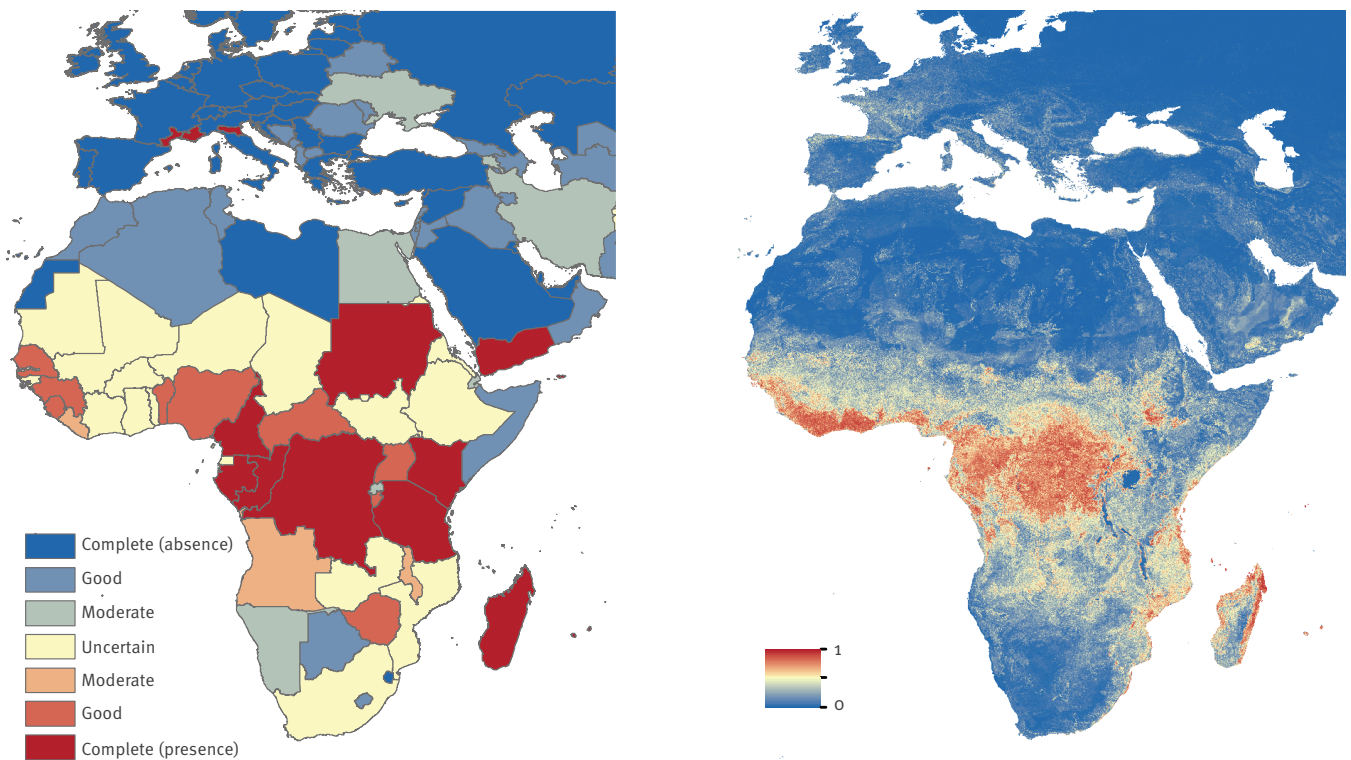 Complete (absence)
Good
Moderate
Uncertain
Moderate
Good
Complete (presence)
1
0